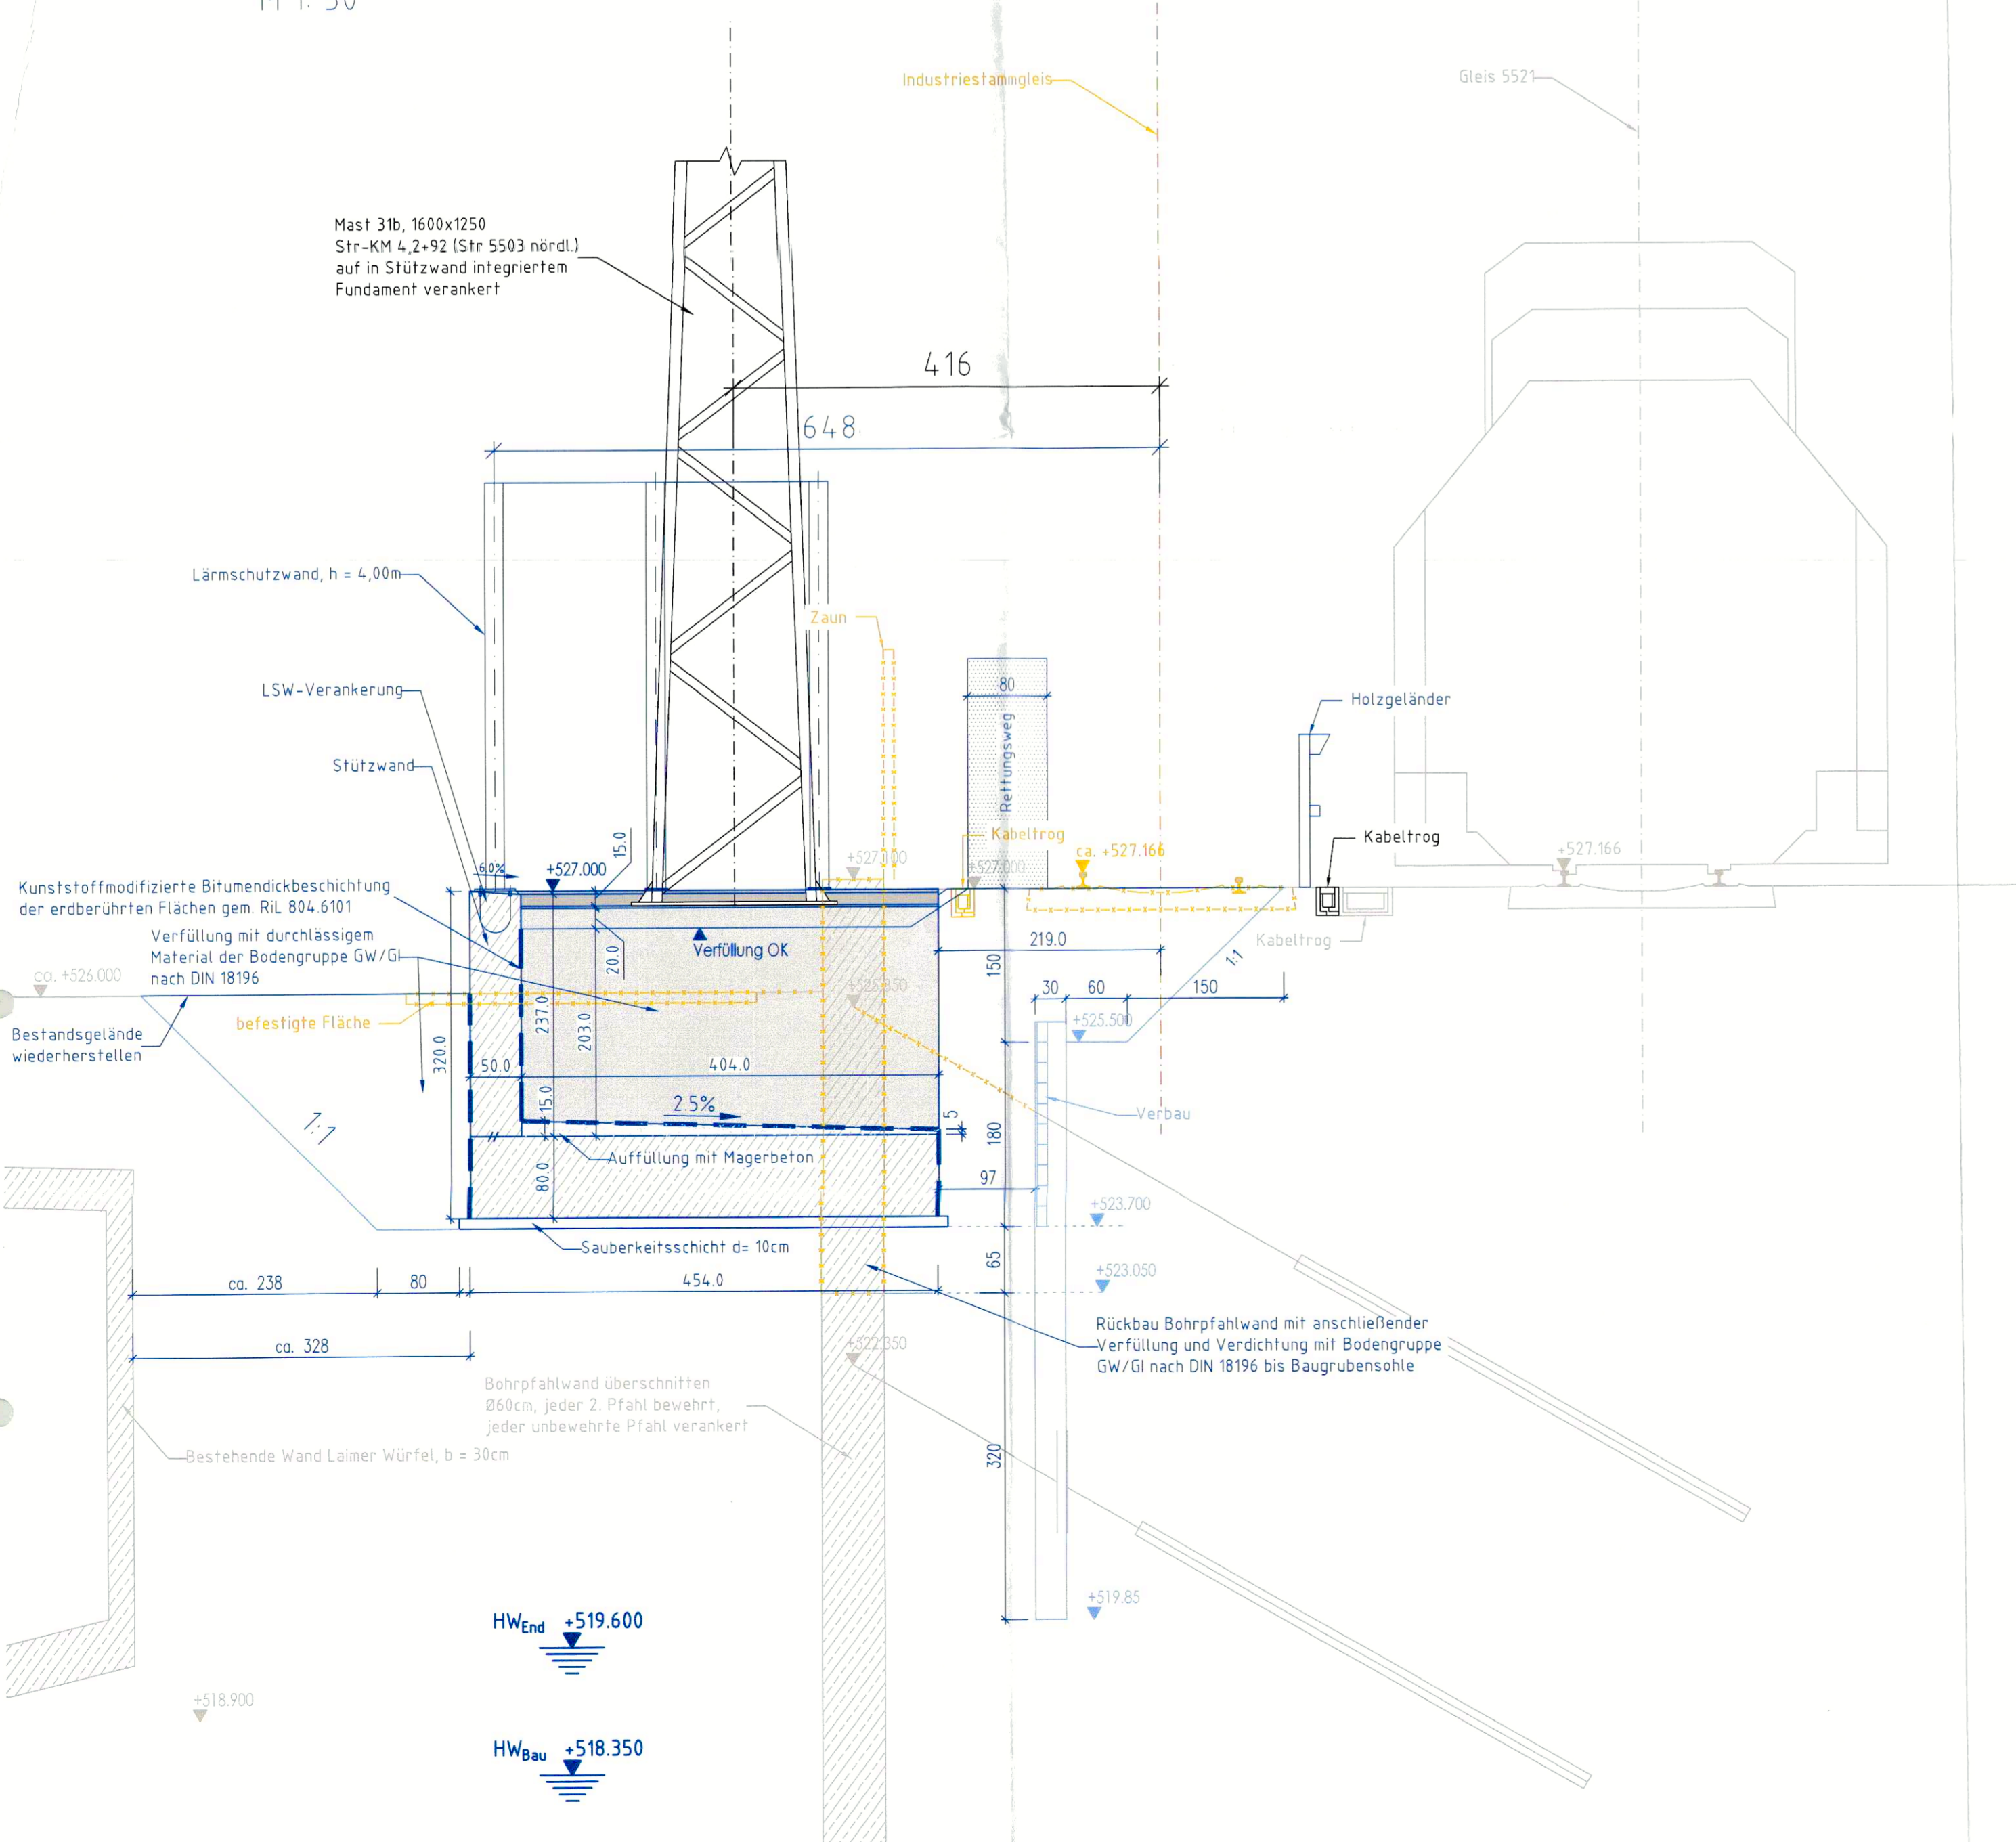 Industriestammgleis
Gleis 5521
Mast 31b, 1600x1250
Str-KM 4,2+92 (Str 5503 nördl.)
auf in Stützwand integriertem
Fundament verankert
416
648
Lärmschutzwand, h = 4,00m
Zaun
LSW-Verankerung
80
Rettungsweg
Holzgeländer
Stützwand
Kabeltrog
ca. +527.166
Kabeltrog
+527.166
6.0%
+527.000
15.0
Kunststoffmodifizierte Bitumendickbeschichtung
der erdberührten Flächen gem. RiL 804.6101
Verfüllung mit durchlässigem
Material der Bodengruppe GW/GI
nach DIN 18196
Verfüllung OK
20.0
219.0
150
1:1
Kabeltrog
ca. +526.000
30
60
150
befestigte Fläche
237.0
203.0
+525.500
Bestandsgelände
wiederherstellen
320.0
50.0
404.0
15.0
2.5%
5
Verbau
1:1
180
Auffüllung mit Magerbeton
80.0
97
+523.700
Sauberkeitsschicht d= 10cm
65
+523.050
ca. 238
80
454.0
Rückbau Bohrpfahlwand mit anschließender
Verfüllung und Verdichtung mit Bodengruppe
GW/GI nach DIN 18196 bis Baugrubensohle
ca. 328
+522.350
Bohrpfahlwand überschnitten
Ø60cm, jeder 2. Pfahl bewehrt,
jeder unbewehrte Pfahl verankert
320
Bestehende Wand Laimer Würfel, b = 30cm
+519.85
HWEnd +519.600
+518.900
HWBau +518.350